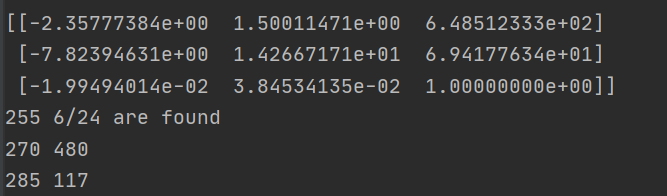 [[-2.35777384e+00  1.50011471e+00  6.48512333e+02]
 [-7.82394631e+00  1.42667171e+01  6.94177634e+01]
 [-1.99494014e-02  3.84534135e-02  1.00000000e+00]]
255 6/24 are found
270 480
285 117